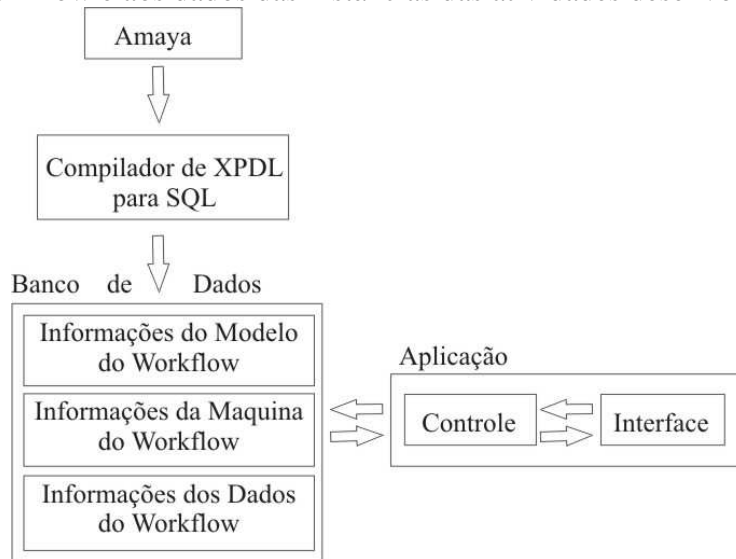 Amaya
Compilador de XPDL
para SQL
Banco de Dados
Informações do Modelo
do Workflow
Informações da Maquina
do Workflow
Informações dos Dados
do Workflow
Aplicação
Controle
Interface